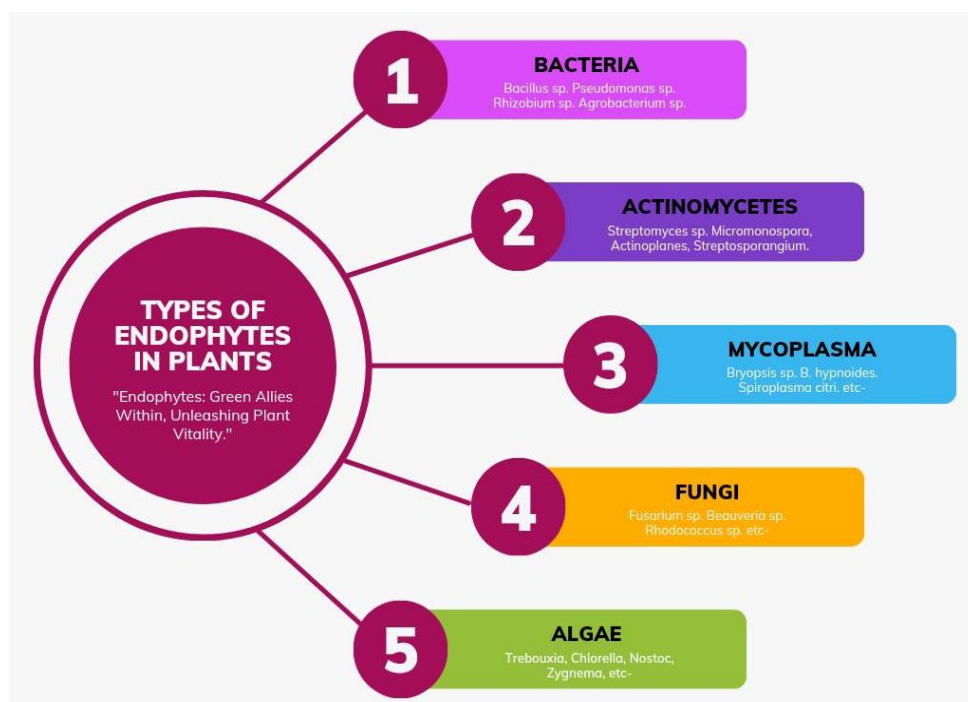 1
BACTERIA
Bacillus sp. Pseudomonas sp.
Rhizobium sp. Agrobacterium sp.
2
ACTINOMYCETES
Streptomyces sp. Micromonospora,
Actinoplanes, Streptosporangium.
TYPES OF
ENDOPHYTES
IN PLANTS
"Endophytes: Green Allies
Within, Unleashing Plant
Vitality."
3
MYCOPLASMA
Bryopsis sp. B. hypnoides.
Spiroplasma citri. etc-
4
FUNGI
Fusarium sp. Beauveria sp.
Rhodococcus sp. etc-
5
ALGAE
Trebouxia, Chlorella, Nostoc,
Zygnema, etc-